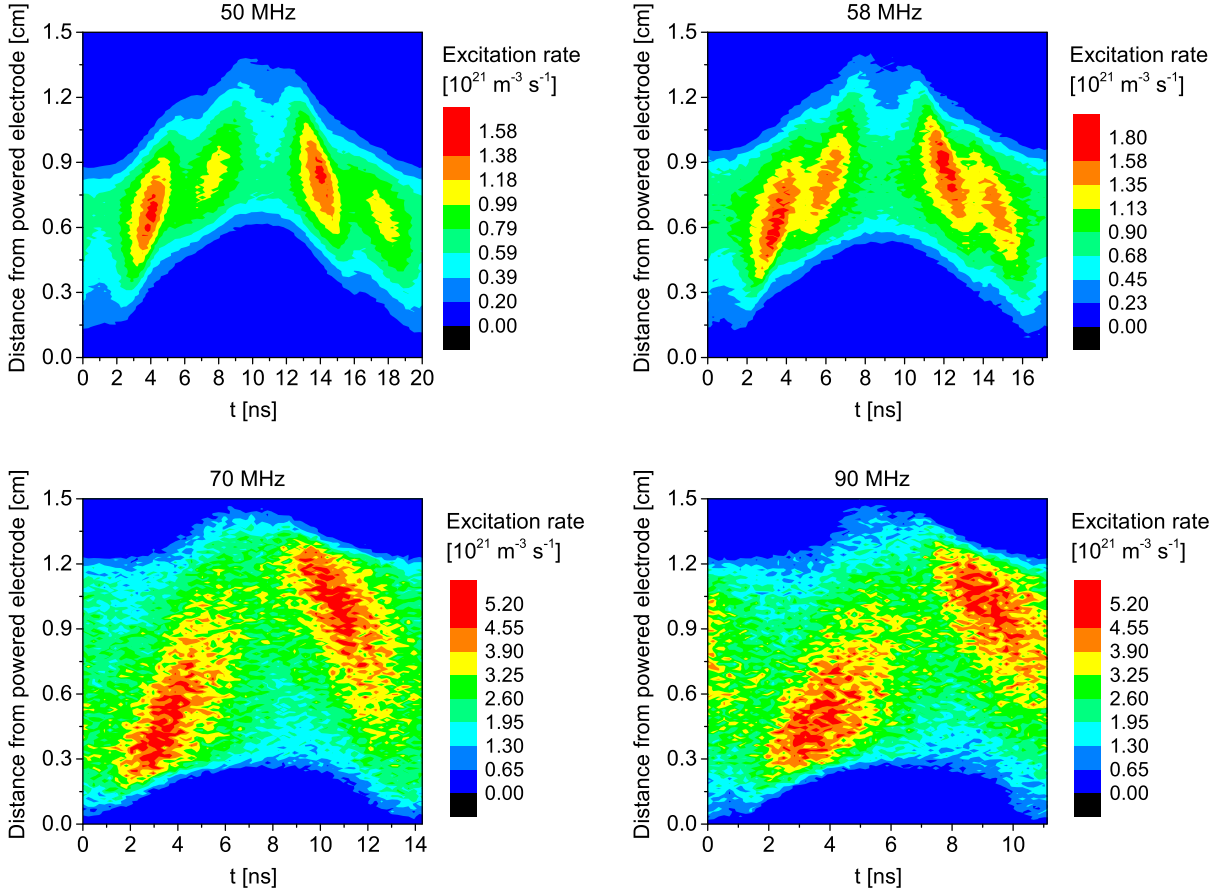 50 MHz
Distance from powered electrode [cm]
1.5
1.2
0.9
0.6
0.3
0.0
0 2 4 6 8 10 12 14 16 18 20
t [ns]
Excitation rate
[10²¹ m⁻³ s⁻¹]
1.58
1.38
1.18
0.99
0.79
0.59
0.39
0.20
0.00
58 MHz
Distance from powered electrode [cm]
1.5
1.2
0.9
0.6
0.3
0.0
0 2 4 6 8 10 12 14 16
t [ns]
Excitation rate
[10²¹ m⁻³ s⁻¹]
1.80
1.58
1.35
1.13
0.90
0.68
0.45
0.23
0.00
70 MHz
Distance from powered electrode [cm]
1.5
1.2
0.9
0.6
0.3
0.0
0 2 4 6 8 10 12 14
t [ns]
Excitation rate
[10²¹ m⁻³ s⁻¹]
5.20
4.55
3.90
3.25
2.60
1.95
1.30
0.65
0.00
90 MHz
Distance from powered electrode [cm]
1.5
1.2
0.9
0.6
0.3
0.0
0 2 4 6 8 10
t [ns]
Excitation rate
[10²¹ m⁻³ s⁻¹]
5.20
4.55
3.90
3.25
2.60
1.95
1.30
0.65
0.00